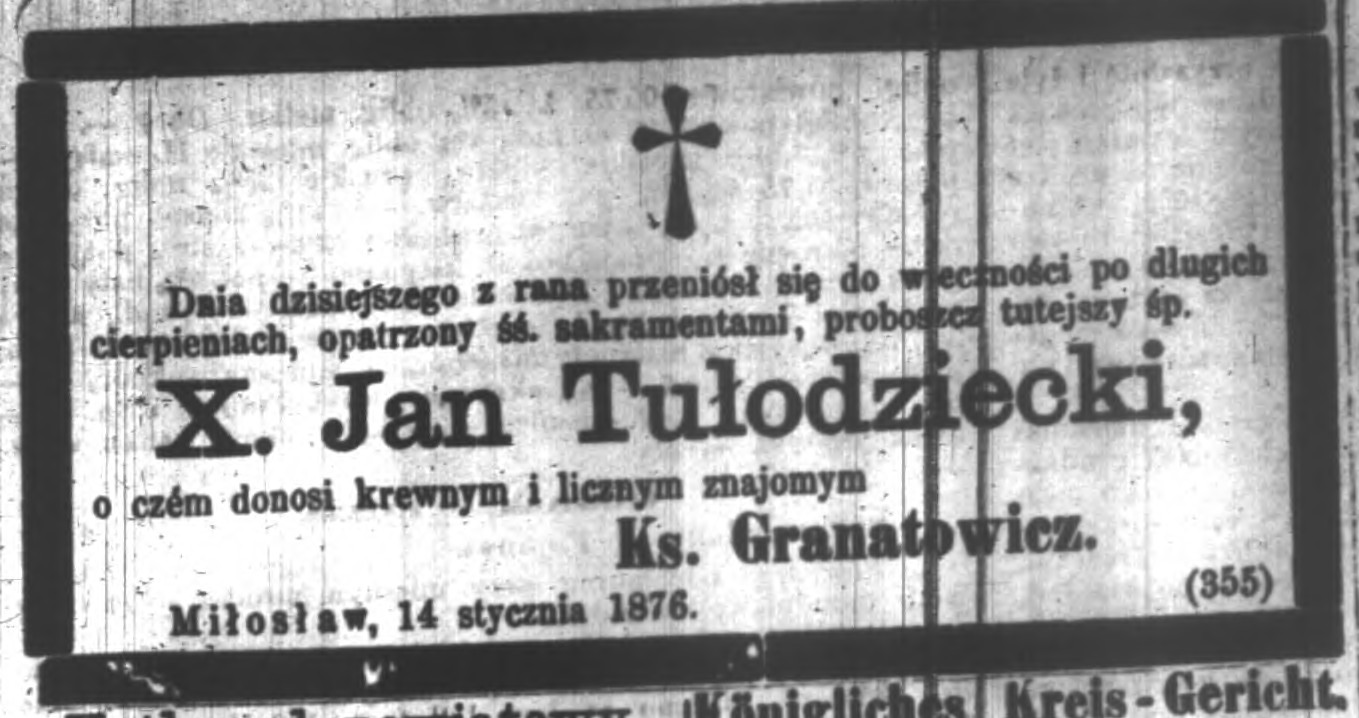 Dnia dzisiejszego z rana przeniósł się do wieczności po długich
cierpieniach, opatrzony śś. sakramentami, proboszcz tutejszy śp.
X. Jan Tułodziecki,
o czém donosi krewnym i licznym znajomym
Ks. Granatowicz.
(355)
Miłosław, 14 stycznia 1876.
Königliches Kreis-Gericht.